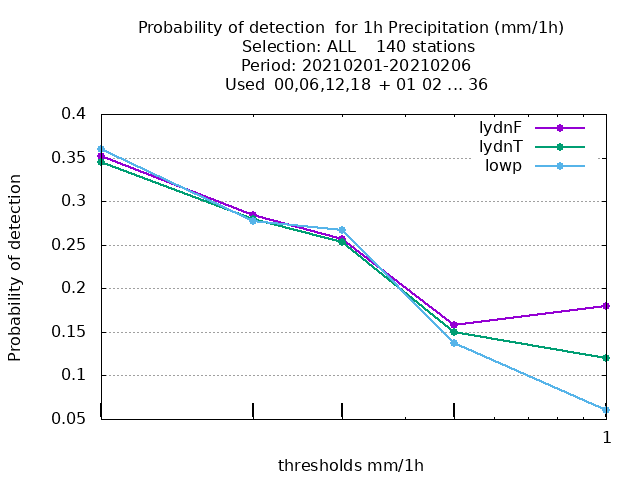 Probability of detection for 1h Precipitation (mm/1h)
Selection: ALL 140 stations
Period: 20210201-20210206
Used 00,06,12,18 + 01 02 ... 36
0.4
0.35
0.3
0.25
0.2
0.15
0.1
0.05
Probability of detection
lydnF
lydnT
lowp
1
thresholds mm/1h